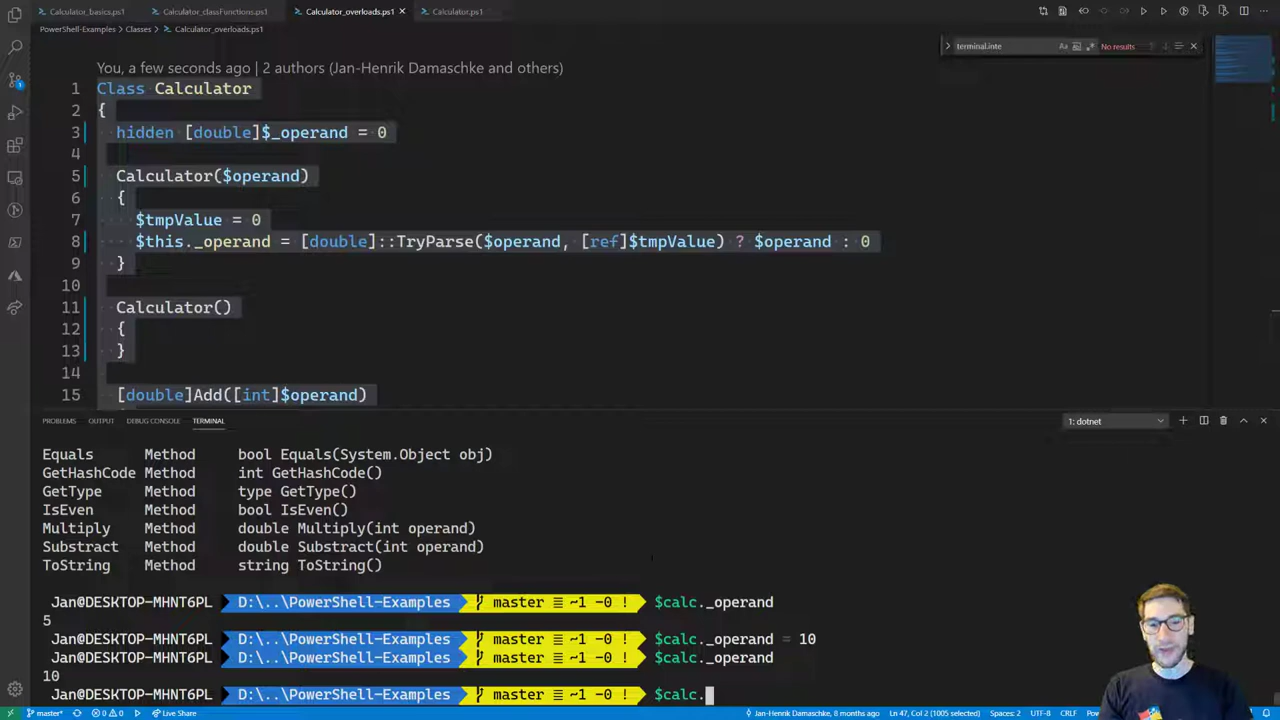 Calculator_basics.ps1
Calculator_classFunctions.ps1
Calculator_overloads.ps1
Calculator.ps1
PowerShell-Examples > Classes > Calculator_overloads.ps1
terminal.inte
Aa
No results
You, a few seconds ago | 2 authors (Jan-Henrik Damaschke and others)
1 Class Calculator
2 {
3 hidden [double]$_operand = 0
4
5 Calculator($operand)
6 {
7 $tmpValue = 0
8 $this._operand = [double]::TryParse($operand, [ref]$tmpValue) ? $operand : 0
9 }
10
11 Calculator()
12 {
13 }
14
15 [double]Add([int]$operand)
PROBLEMS OUTPUT DEBUG CONSOLE TERMINAL
1: dotnet
Equals Method bool Equals(System.Object obj)
GetHashCode Method int GetHashCode()
GetType Method type GetType()
IsEven Method bool IsEven()
Multiply Method double Multiply(int operand)
Substract Method double Substract(int operand)
ToString Method string ToString()
Jan@DESKTOP-MHNT6PL D:\..\PowerShell-Examples master ≡ ~1 -0 ! $calc._operand
5
Jan@DESKTOP-MHNT6PL D:\..\PowerShell-Examples master ≡ ~1 -0 ! $calc._operand = 10
Jan@DESKTOP-MHNT6PL D:\..\PowerShell-Examples master ≡ ~1 -0 ! $calc._operand
10
Jan@DESKTOP-MHNT6PL D:\..\PowerShell-Examples master ≡ ~1 -0 ! $calc.
master* 0 0 Live Share Jan-Henrik Damaschke, 8 months ago Ln 47, Col 2 (1005 selected) Spaces: 2 UTF-8 CRLF